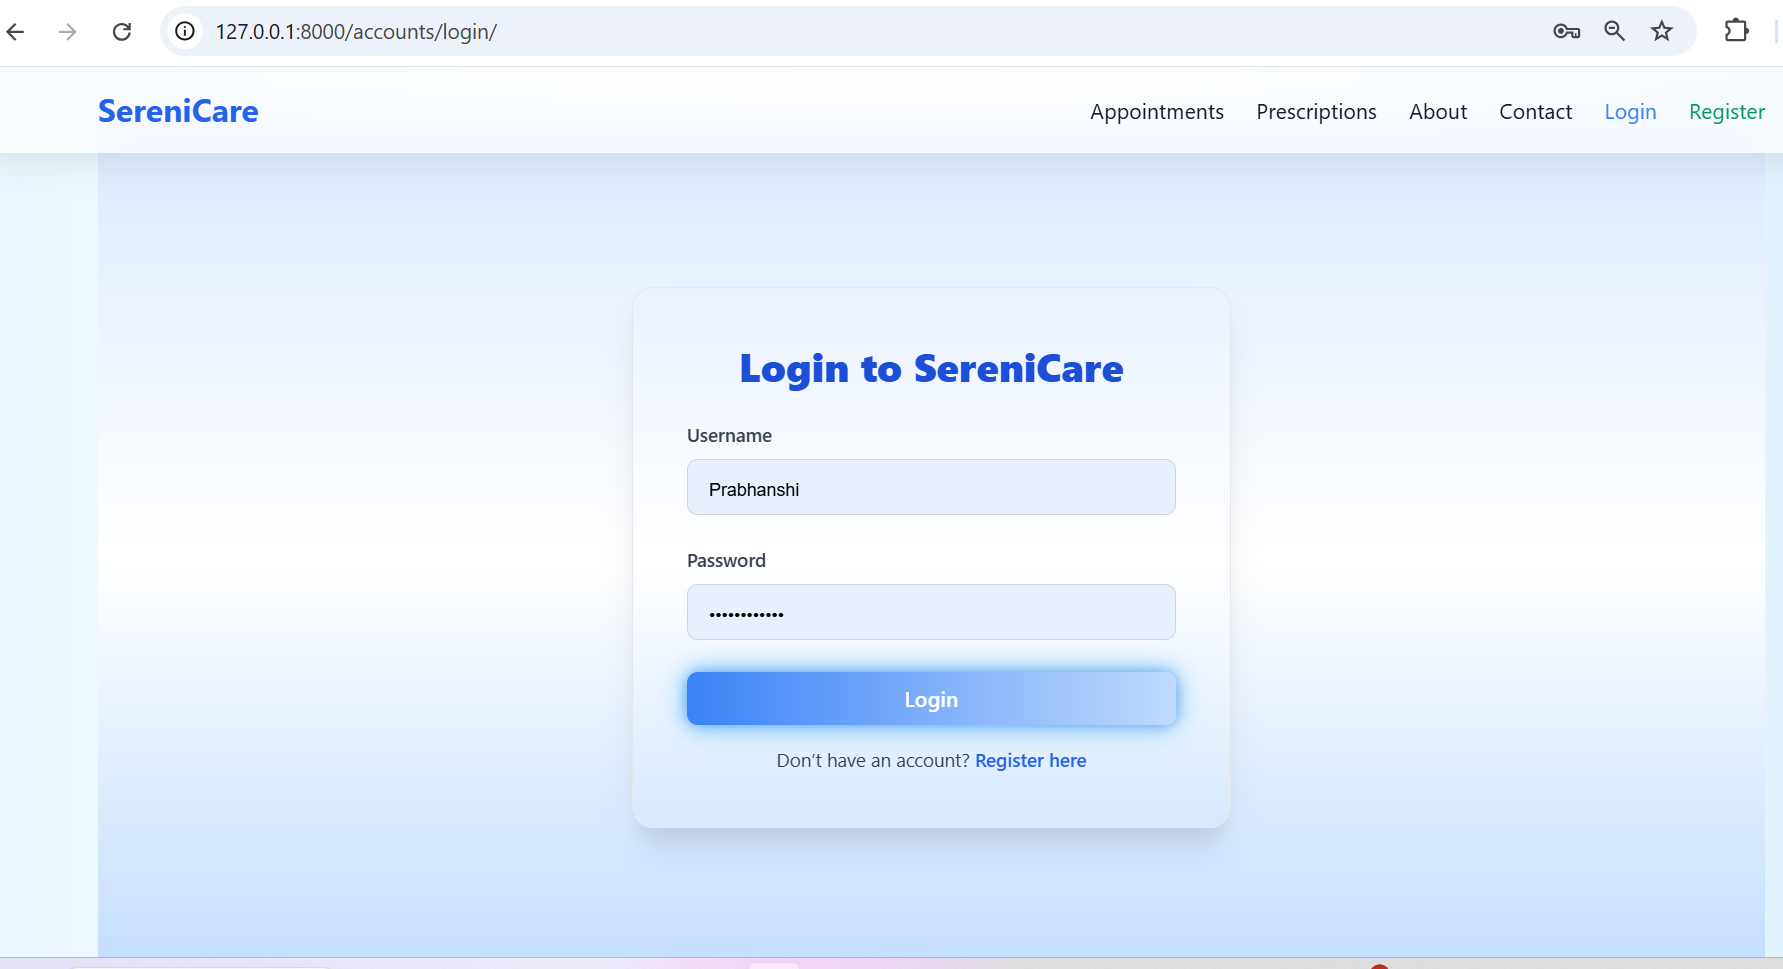 127.0.0.1:8000/accounts/login/
SereniCare
Appointments Prescriptions About Contact Login Register
Login to SereniCare
Username
Prabhanshi
Password
••••••••••••
Login
Don't have an account? Register here